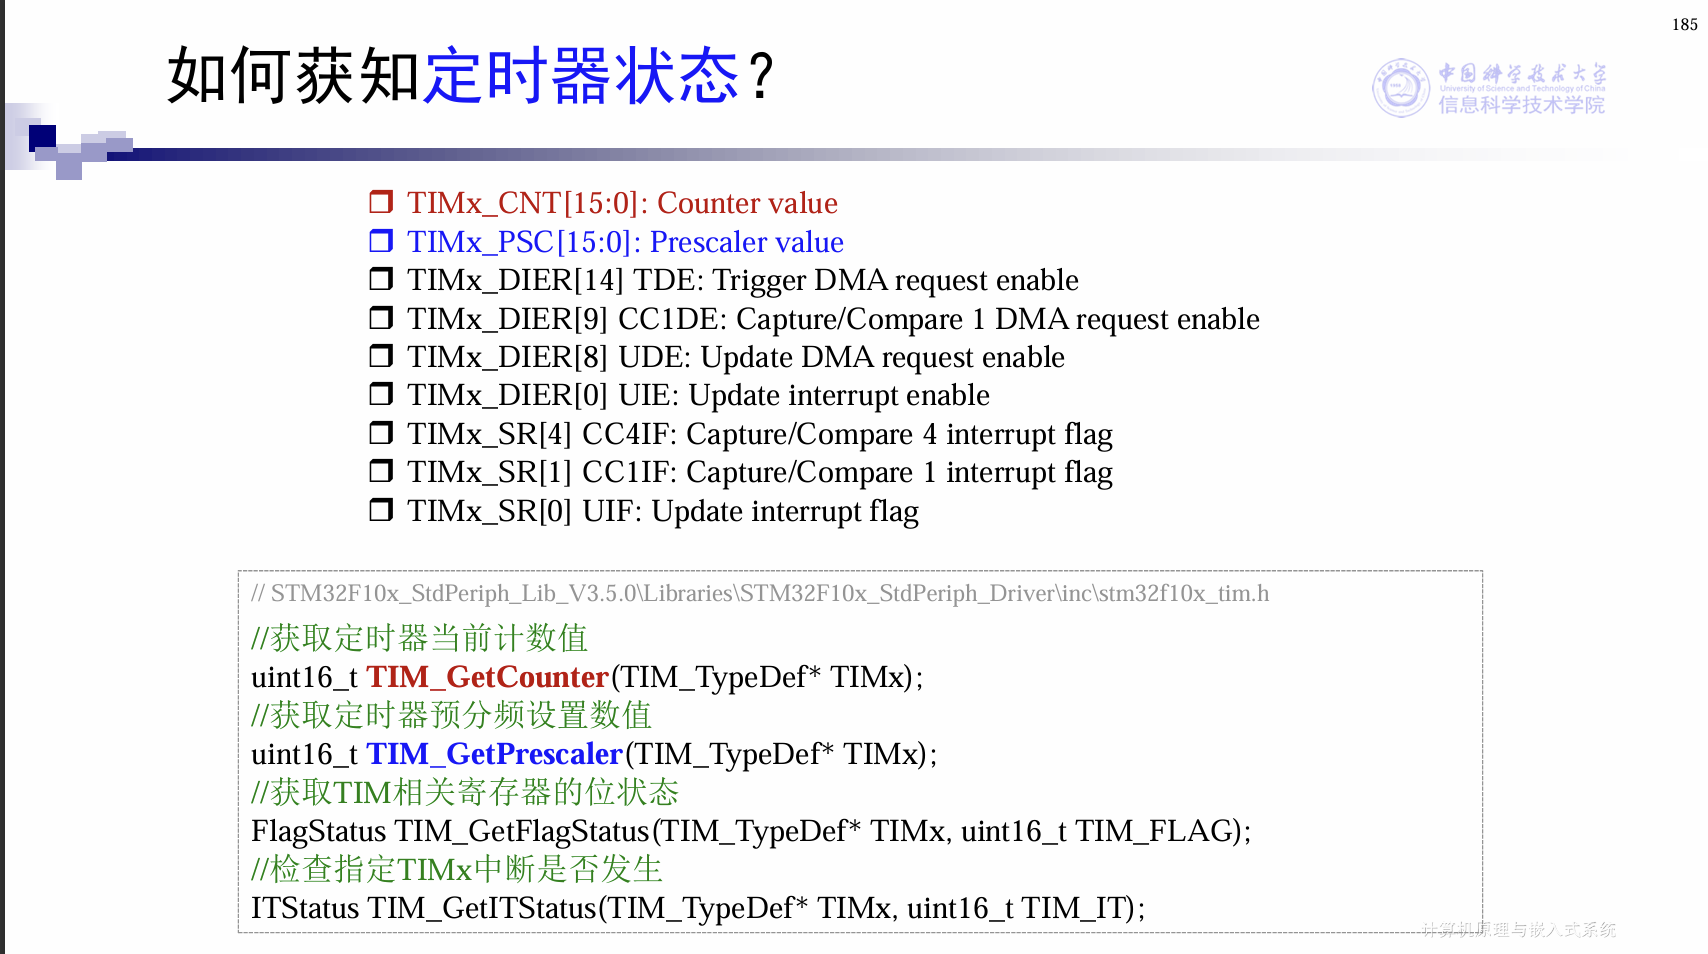 185
如何获知定时器状态？
中国科学技术大学
University of Science and Technology of China
信息科学技术学院
TIMx_CNT[15:0]: Counter value
TIMx_PSC[15:0]: Prescaler value
TIMx_DIER[14] TDE: Trigger DMA request enable
TIMx_DIER[9] CC1DE: Capture/Compare 1 DMA request enable
TIMx_DIER[8] UDE: Update DMA request enable
TIMx_DIER[0] UIE: Update interrupt enable
TIMx_SR[4] CC4IF: Capture/Compare 4 interrupt flag
TIMx_SR[1] CC1IF: Capture/Compare 1 interrupt flag
TIMx_SR[0] UIF: Update interrupt flag
// STM32F10x_StdPeriph_Lib_V3.5.0\Libraries\STM32F10x_StdPeriph_Driver\inc\stm32f10x_tim.h
//获取定时器当前计数值
uint16_t TIM_GetCounter(TIM_TypeDef* TIMx);
//获取定时器预分频设置数值
uint16_t TIM_GetPrescaler(TIM_TypeDef* TIMx);
//获取TIM相关寄存器的位状态
FlagStatus TIM_GetFlagStatus(TIM_TypeDef* TIMx, uint16_t TIM_FLAG);
//检查指定TIMx中断是否发生
ITStatus TIM_GetITStatus(TIM_TypeDef* TIMx, uint16_t TIM_IT);
计算机原理与嵌入式系统